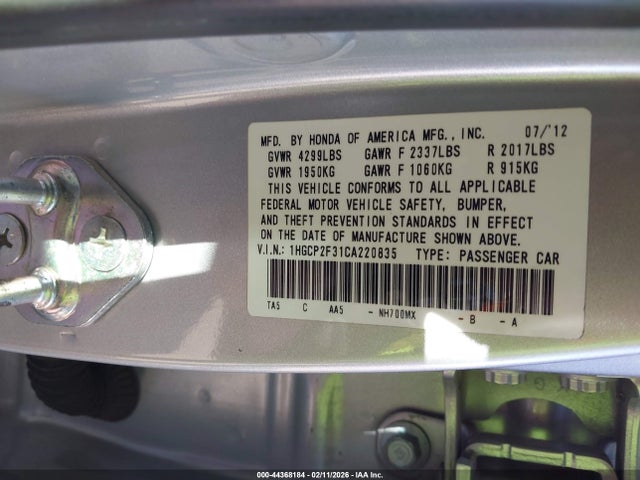 MFD. BY HONDA OF AMERICA MFG., INC. 07/'12
GVWR 4299LBS GAWR F 2337LBS R 2017LBS
GVWR 1950KG GAWR F 1060KG R 915KG
THIS VEHICLE CONFORMS TO ALL APPLICABLE
FEDERAL MOTOR VEHICLE SAFETY, BUMPER,
AND THEFT PREVENTION STANDARDS IN EFFECT
ON THE DATE OF MANUFACTURE SHOWN ABOVE.
V.I.N.: 1HGCP2F31CA220835 TYPE: PASSENGER CAR
TA5 C AA5 - NH700MX - B - A
000-44368184 - 02/11/2026 - IAA Inc.